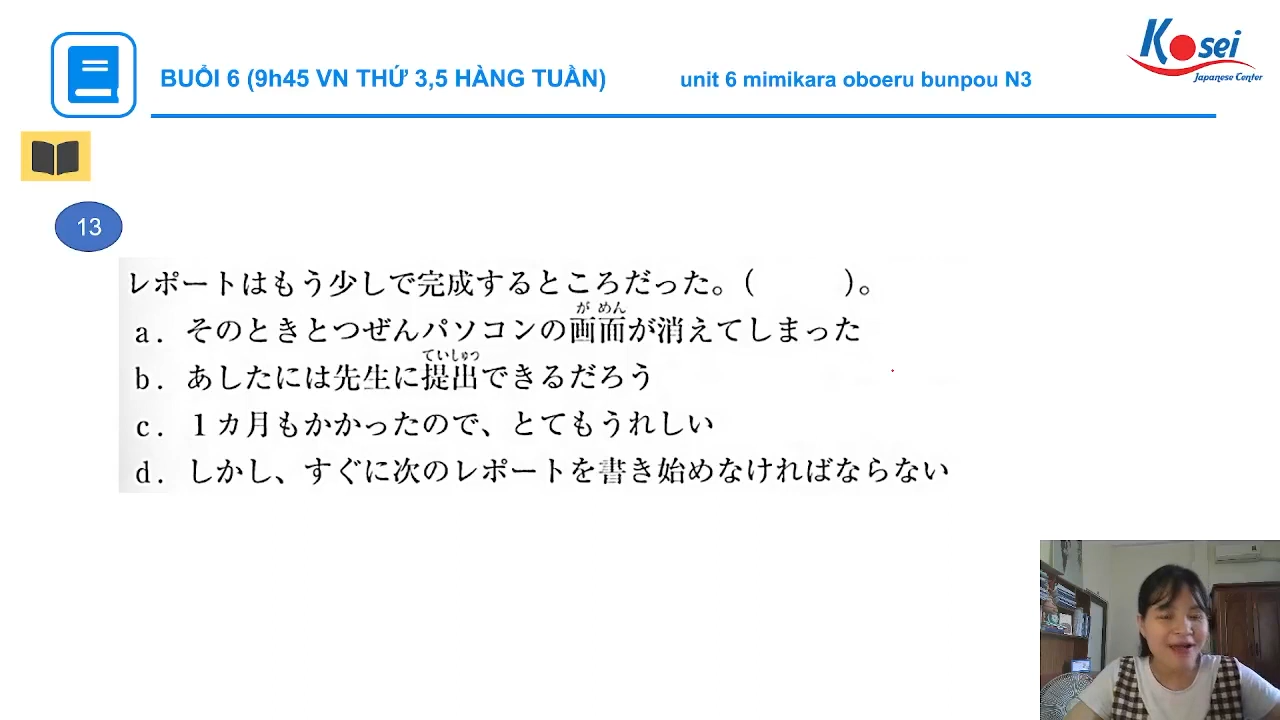 Kosei
Japanese Center
BUỔI 6 (9h45 VN THỨ 3,5 HÀNG TUẦN)
unit 6 mimikara oboeru bunpou N3
13
レポートはもう少しで完成するところだった。(　　　)。
がめん
a. そのときとつぜんパソコンの画面が消えてしまった
ていしゅつ
b. あしたには先生に提出できるだろう
c. 1カ月もかかったので、とてもうれしい
d. しかし、すぐに次のレポートを書き始めなければならない